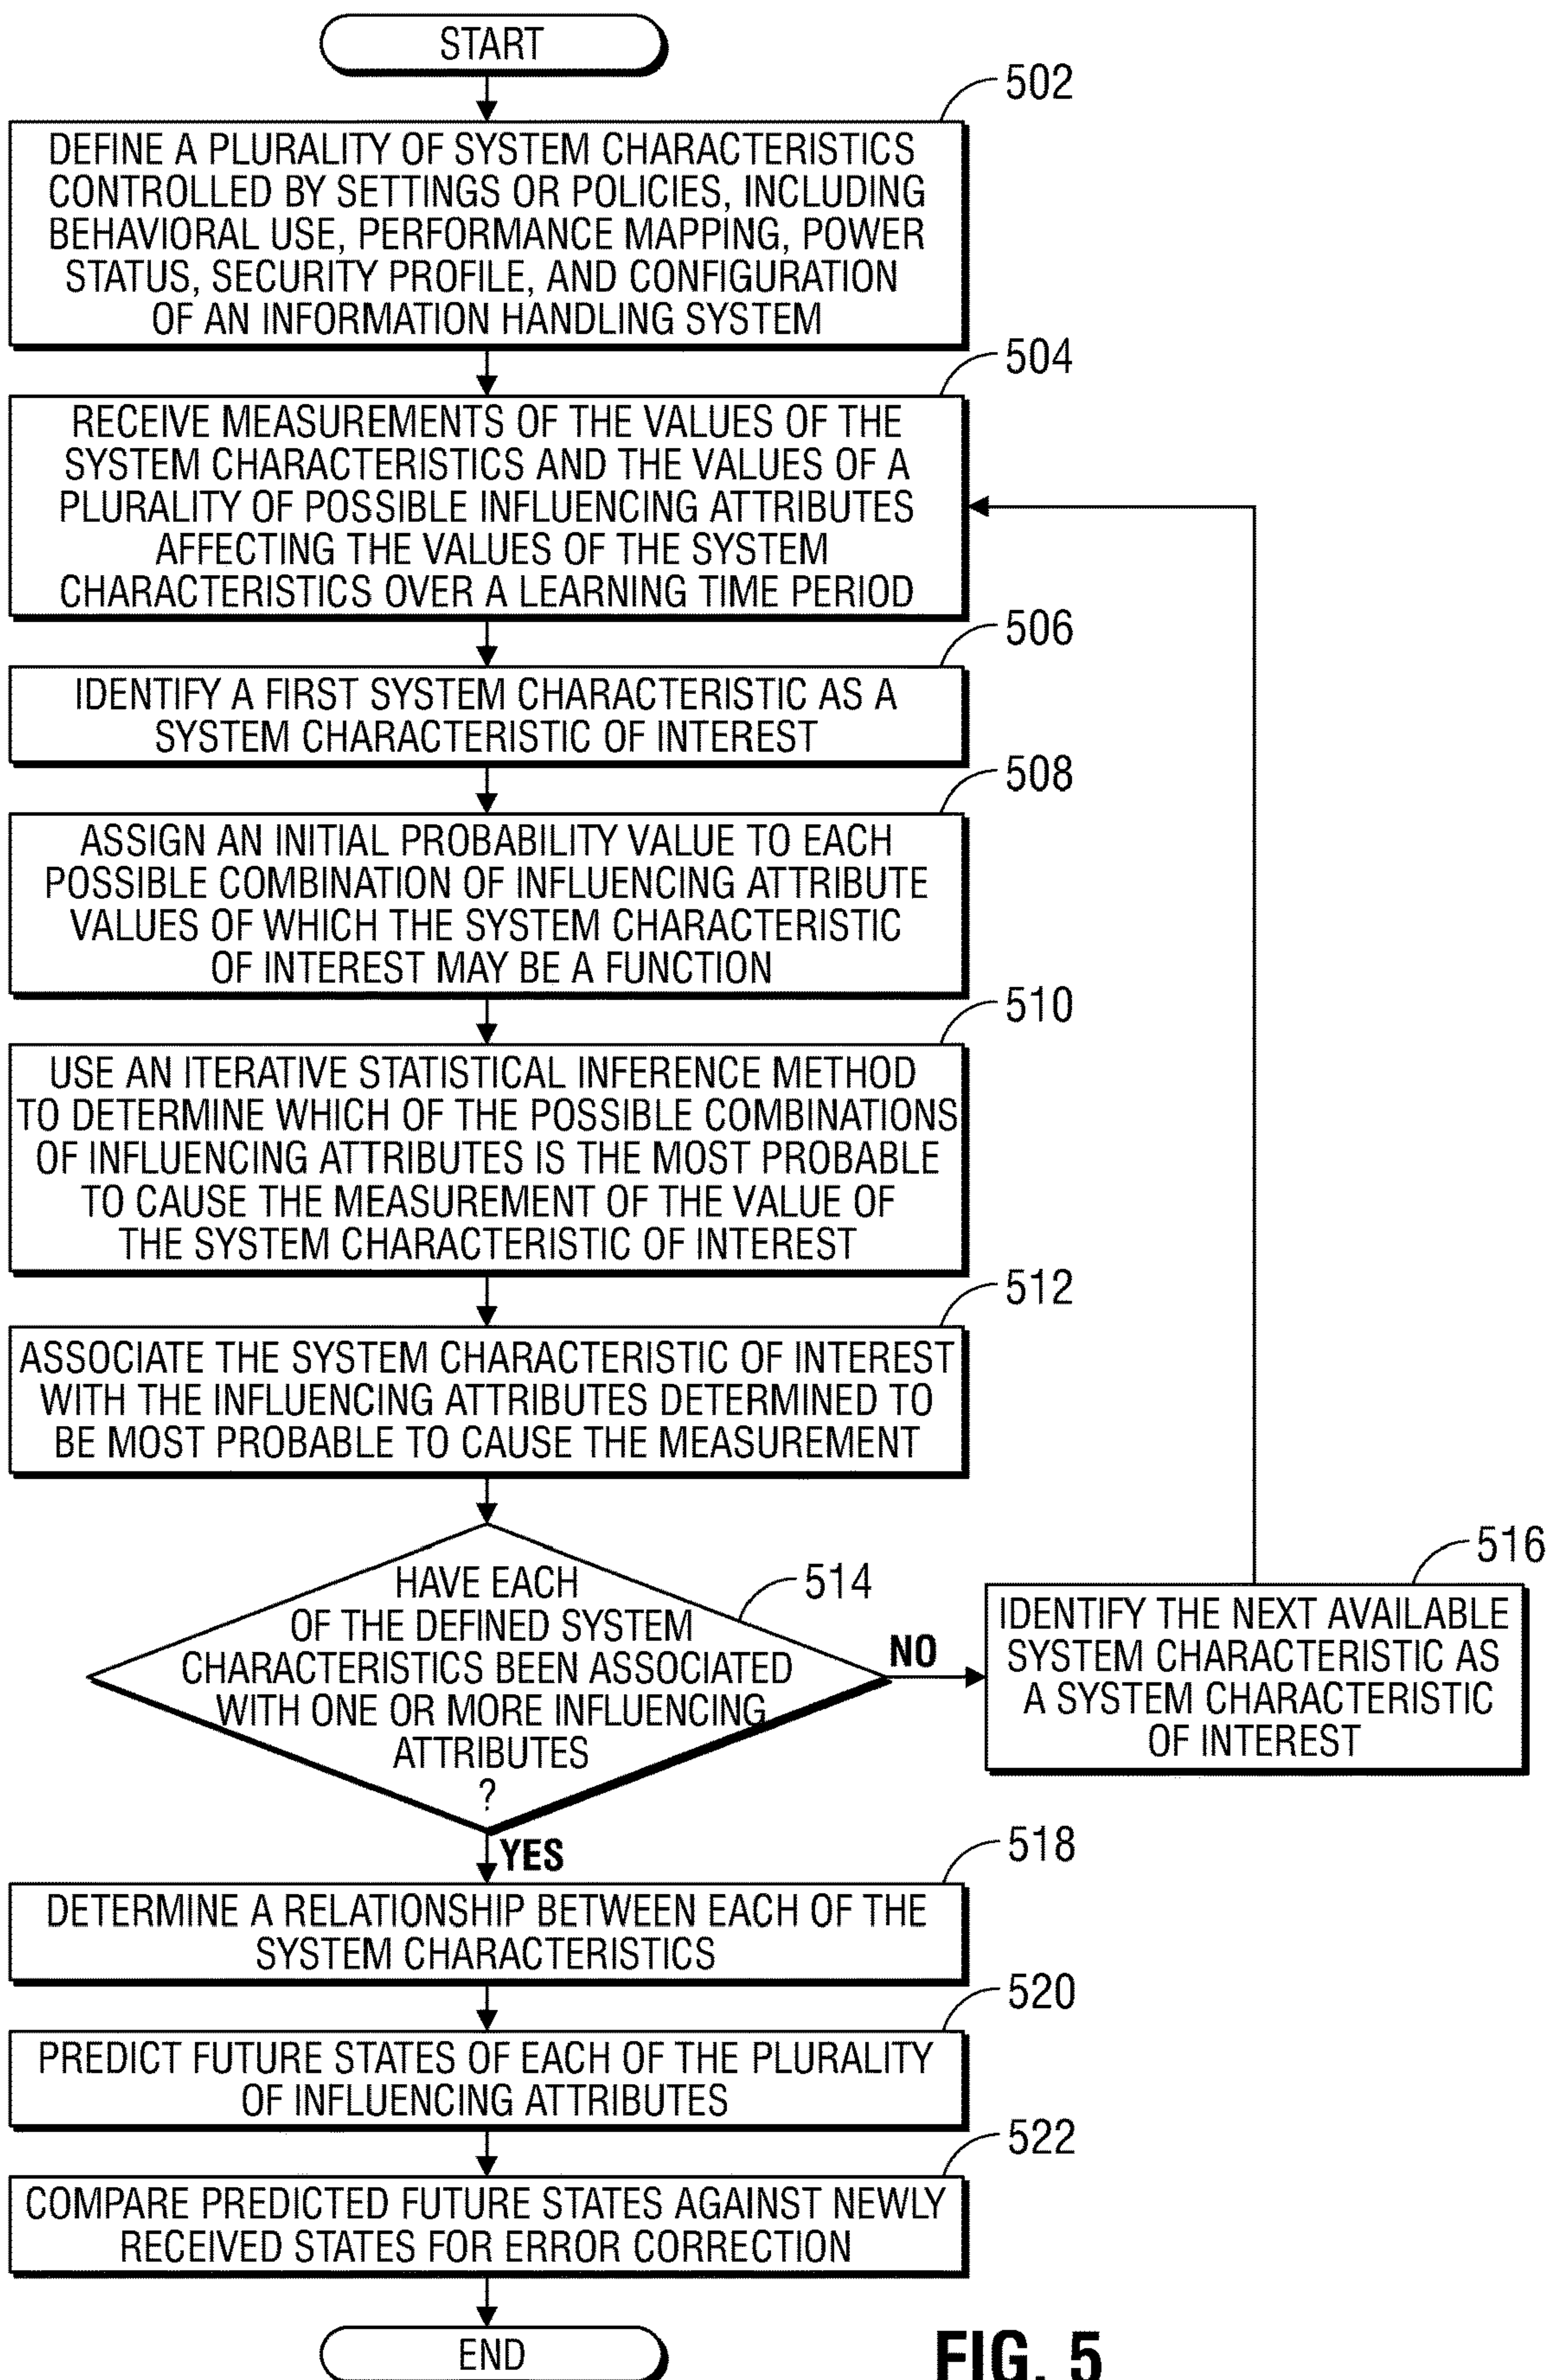 START
502
DEFINE A PLURALITY OF SYSTEM CHARACTERISTICS
CONTROLLED BY SETTINGS OR POLICIES, INCLUDING
BEHAVIORAL USE, PERFORMANCE MAPPING, POWER
STATUS, SECURITY PROFILE, AND CONFIGURATION
OF AN INFORMATION HANDLING SYSTEM
504
RECEIVE MEASUREMENTS OF THE VALUES OF THE
SYSTEM CHARACTERISTICS AND THE VALUES OF A
PLURALITY OF POSSIBLE INFLUENCING ATTRIBUTES
AFFECTING THE VALUES OF THE SYSTEM
CHARACTERISTICS OVER A LEARNING TIME PERIOD
506
IDENTIFY A FIRST SYSTEM CHARACTERISTIC AS A
SYSTEM CHARACTERISTIC OF INTEREST
508
ASSIGN AN INITIAL PROBABILITY VALUE TO EACH
POSSIBLE COMBINATION OF INFLUENCING ATTRIBUTE
VALUES OF WHICH THE SYSTEM CHARACTERISTIC
OF INTEREST MAY BE A FUNCTION
510
USE AN ITERATIVE STATISTICAL INFERENCE METHOD
TO DETERMINE WHICH OF THE POSSIBLE COMBINATIONS
OF INFLUENCING ATTRIBUTES IS THE MOST PROBABLE
TO CAUSE THE MEASUREMENT OF THE VALUE OF
THE SYSTEM CHARACTERISTIC OF INTEREST
512
ASSOCIATE THE SYSTEM CHARACTERISTIC OF INTEREST
WITH THE INFLUENCING ATTRIBUTES DETERMINED TO
BE MOST PROBABLE TO CAUSE THE MEASUREMENT
514
HAVE EACH
OF THE DEFINED SYSTEM
CHARACTERISTICS BEEN ASSOCIATED
WITH ONE OR MORE INFLUENCING
ATTRIBUTES
?
NO
516
IDENTIFY THE NEXT AVAILABLE
SYSTEM CHARACTERISTIC AS
A SYSTEM CHARACTERISTIC
OF INTEREST
YES
518
DETERMINE A RELATIONSHIP BETWEEN EACH OF THE
SYSTEM CHARACTERISTICS
520
PREDICT FUTURE STATES OF EACH OF THE PLURALITY
OF INFLUENCING ATTRIBUTES
522
COMPARE PREDICTED FUTURE STATES AGAINST NEWLY
RECEIVED STATES FOR ERROR CORRECTION
END
FIG. 5